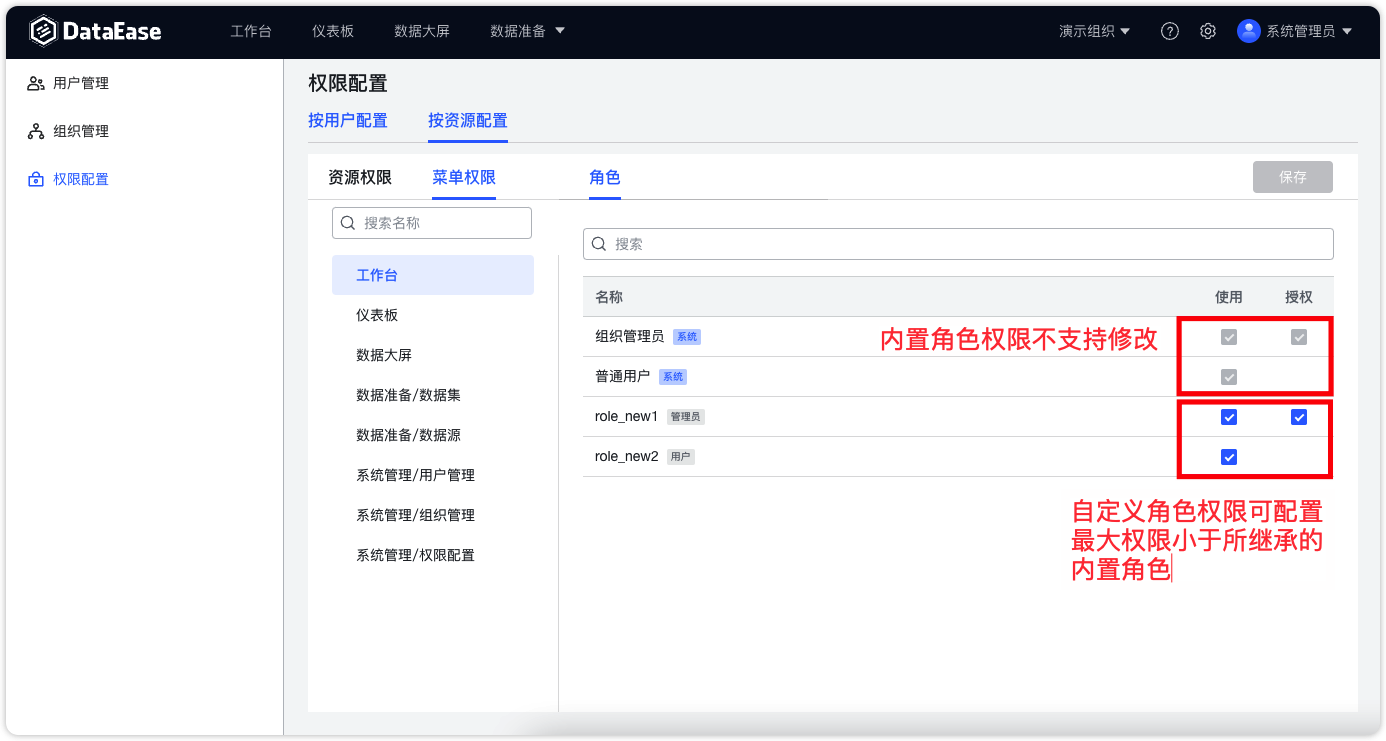 DataEase
工作台 仪表板 数据大屏 数据准备
演示组织 系统管理员
用户管理
组织管理
权限配置
权限配置
按用户配置 按资源配置
资源权限 菜单权限 角色 保存
搜索名称
搜索
工作台
仪表板
数据大屏
数据准备/数据集
数据准备/数据源
系统管理/用户管理
系统管理/组织管理
系统管理/权限配置
名称 使用 授权
组织管理员 系统
内置角色权限不支持修改
普通用户 系统
role_new1 管理员
role_new2 用户
自定义角色权限可配置
最大权限小于所继承的
内置角色